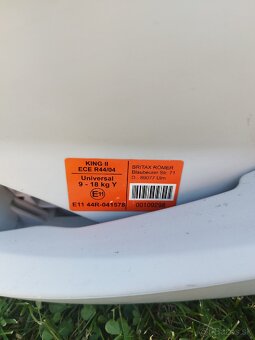 KING II
ECE R44/04
Universal
9 - 18 kg Y
E11
E11 44R-041578
BRITAX RÖMER
Blaubeurer Str. 71
D - 89077 Ulm
00109298